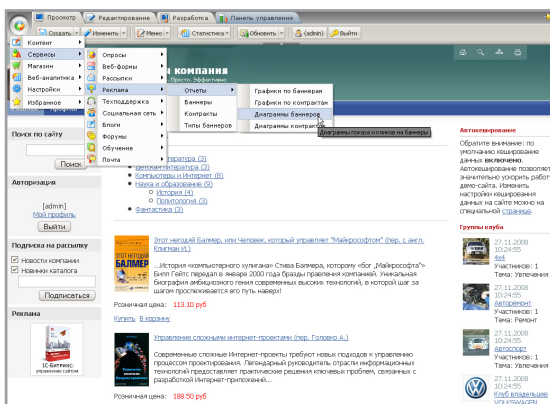 Просмотр Редактирование Разработка Панель управления
Создать Изменить Меню Статистика Обновить (admin) Выйти
Контент
Сервисы
Магазин
Веб-аналитика
Настройки
Избранное
Опросы
Веб-формы
Рассылки
Реклама
Техподдержка
Социальная сеть
Блоги
Форумы
Обучение
Почта
Отчеты
Баннеры
Контракты
Типы баннеров
Графики по баннерам
Графики по контрактам
Диаграммы баннеров
Диаграммы контрактов
Диаграммы показа и кликов на баннеры
компания
Просто. Эффективно
Поиск по сайту
Поиск
Авторизация
[admin]
Мой профиль
Выйти
Подписка на рассылку
Новости компании
Новинки каталога
Подписаться
Реклама
1С-БИТРИКС:
управление сайтом
Детская литература (3)
Компьютеры и Интернет (8)
Наука и образование (9)
История (4)
Политология (3)
Фантастика (3)
Этот негодяй Балмер, или Человек, который управляет "Майкрософтом" (пер. с англ.
Клигман И.)
...История «компьютерного хулигана» Стива Балмера, которому «бог „Майкрософта"»
Билл Гейтс передал в январе 2000 года бразды правления компанией. Уникальная
биография амбициозного гения современных высоких технологий, в которой шаг за
шагом прослеживается его путь наверх!
Розничная цена: 113.10 руб
Купить В корзину
Управление сложными интернет-проектами (пер. Головко А.)
Современные сложные Интернет-проекты требуют новых подходов к управлению
процессом проектирования. Легендарный руководитель отрасли информационных
технологий предоставляет практические решения ключевых проблем, связанных с
разработкой Интернет-приложений...
Розничная цена: 188.50 руб
Автокеширование
Обратите внимание: по
умолчанию кеширование
данных включено.
Автокеширование позволяет
значительно ускорить работу
демо-сайта. Изменить
настройки кеширования
данных на сайте можно на
специальной странице.
Группы клуба
27.11.2008
10:24:55
4x4
Участников: 1
Тема: Увлечения
27.11.2008
10:24:55
Авторемонт
Участников: 1
Тема: Ремонт
27.11.2008
10:24:55
Автоспорт
Участников: 1
Тема: Увлечения
27.11.2008
10:24:55
Клуб владельцев
VOLKSWAGEN